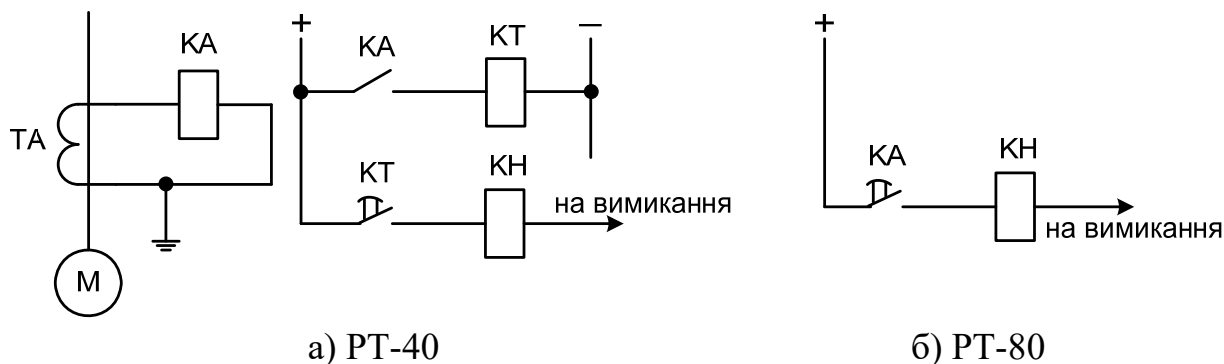 +
–
KA
KA
KT
TA
KT
KH
на вимикання
M
а) РТ-40
+
KA
KH
на вимикання
б) РТ-80